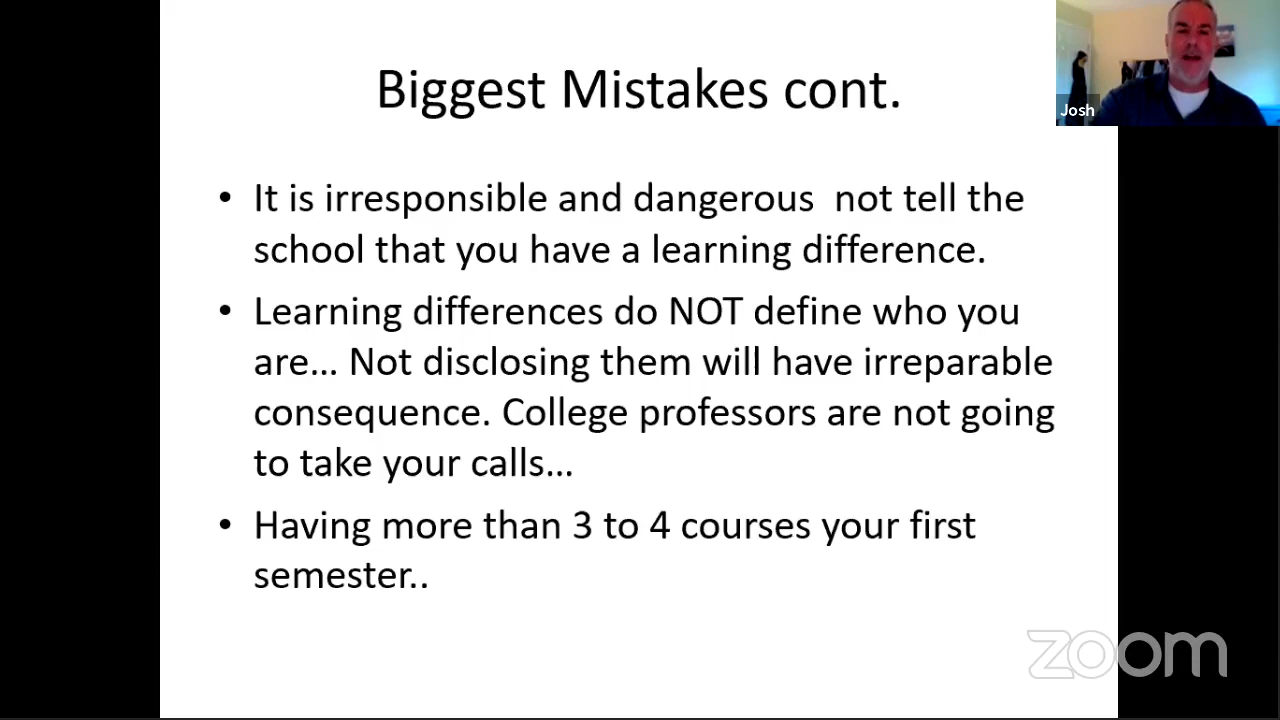 Biggest Mistakes cont.
Josh
• It is irresponsible and dangerous  not tell the
school that you have a learning difference.
• Learning differences do NOT define who you
are... Not disclosing them will have irreparable
consequence. College professors are not going
to take your calls...
• Having more than 3 to 4 courses your first
semester..
zoom